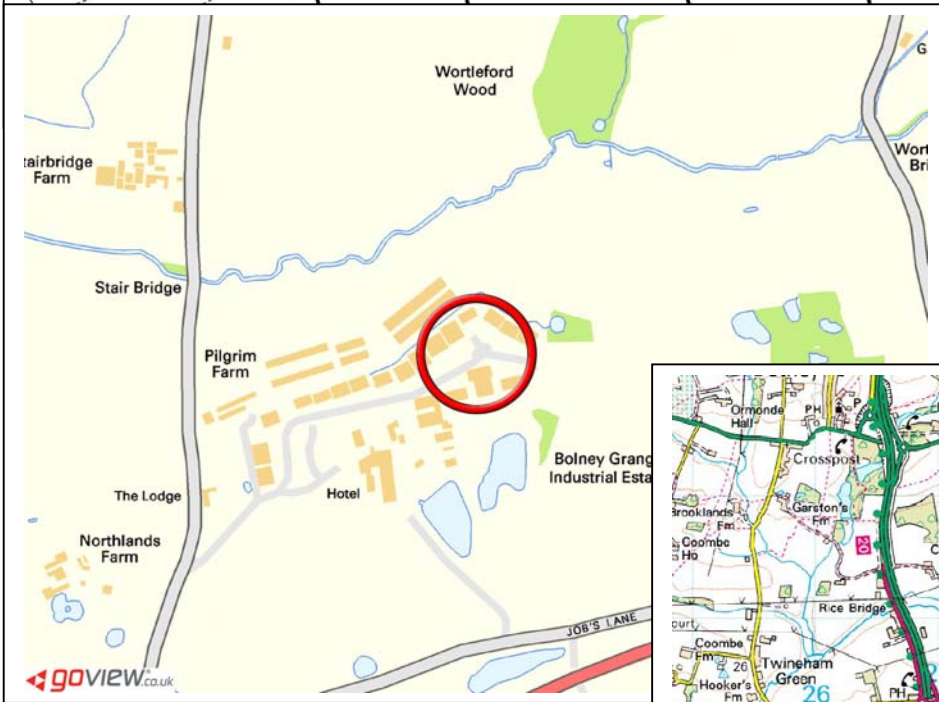 Wortleford
Wood
tairbridge
Farm
Wort
Bri
Stair Bridge
Pilgrim
Farm
Bolney Grang
Industrial Esta
The Lodge
Hotel
Northlands
Farm
JOB'S LANE
goview.co.uk
Ormonde
Hall
PH
P
Crosspost
Brooklands
Fm
Garston's
Fm
Coombe
Ho
20
Rice Bridge
ourt
Coombe
Fm
26
Twineham
Green
Hooker's
Fm
26
PH